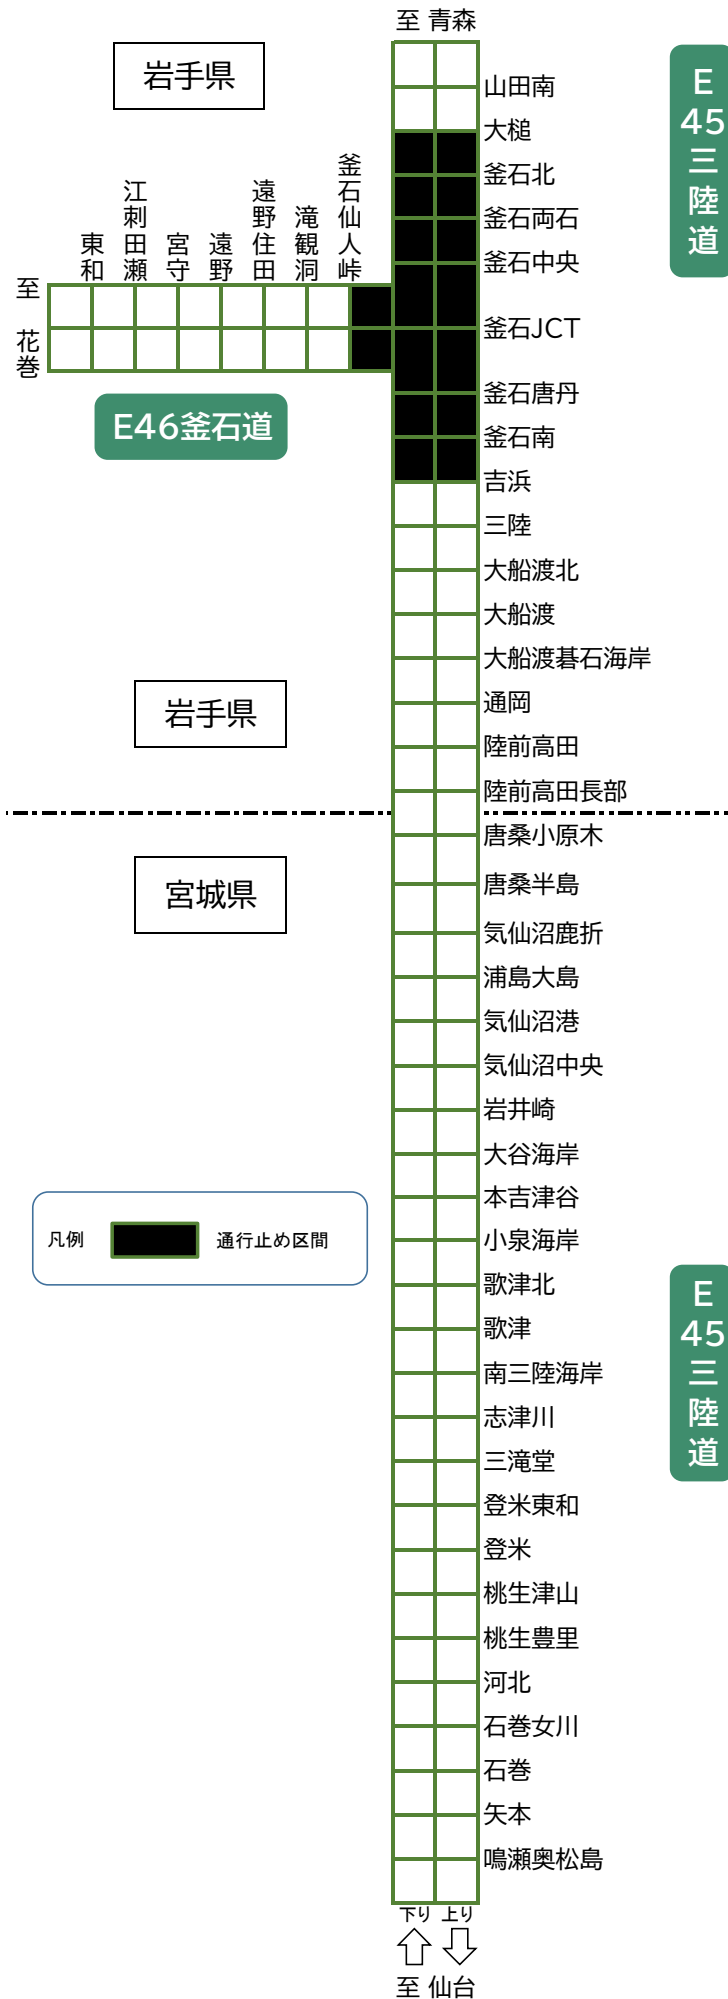 至 青森
岩手県
E45三陸道
山田南
大槌
釜石北
釜石両石
釜石中央
釜石JCT
釜石唐丹
釜石南
吉浜
釜石仙人峠
滝観洞
遠野住田
遠野
宮守
江刺田瀬
東和
至 花巻
E46釜石道
三陸
大船渡北
大船渡
大船渡碁石海岸
岩手県
通岡
陸前高田
陸前高田長部
唐桑小原木
宮城県
唐桑半島
気仙沼鹿折
浦島大島
気仙沼港
気仙沼中央
岩井崎
大谷海岸
本吉津谷
凡例 通行止め区間
小泉海岸
歌津北
歌津
南三陸海岸
志津川
三滝堂
E45三陸道
登米東和
登米
桃生津山
桃生豊里
河北
石巻女川
石巻
矢本
鳴瀬奥松島
下り 上り
至 仙台